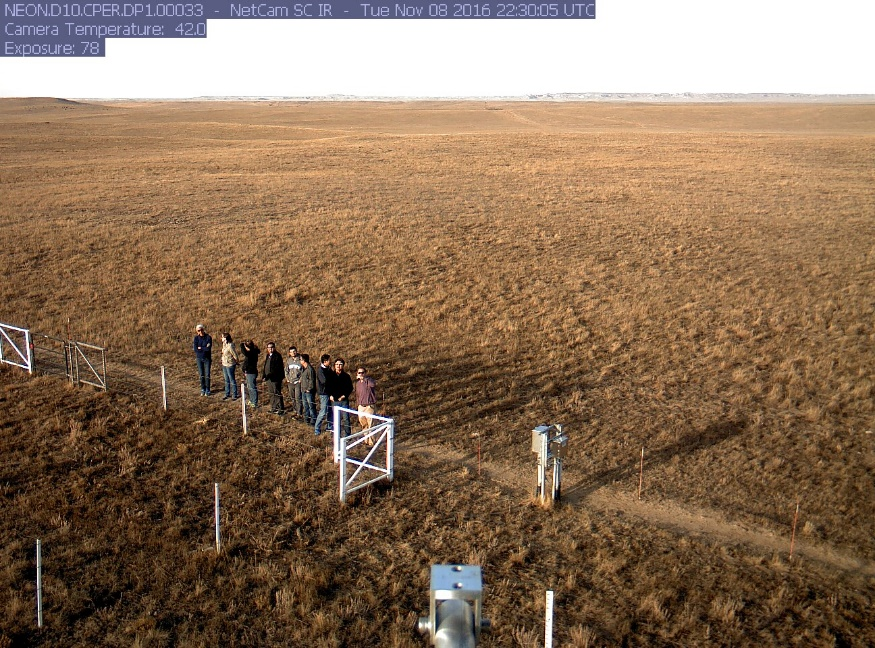 NEON.D10.CPER.DP1.00033 - NetCam SC IR - Tue Nov 08 2016 22:30:05 UTC
Camera Temperature: 42.0
Exposure: 78